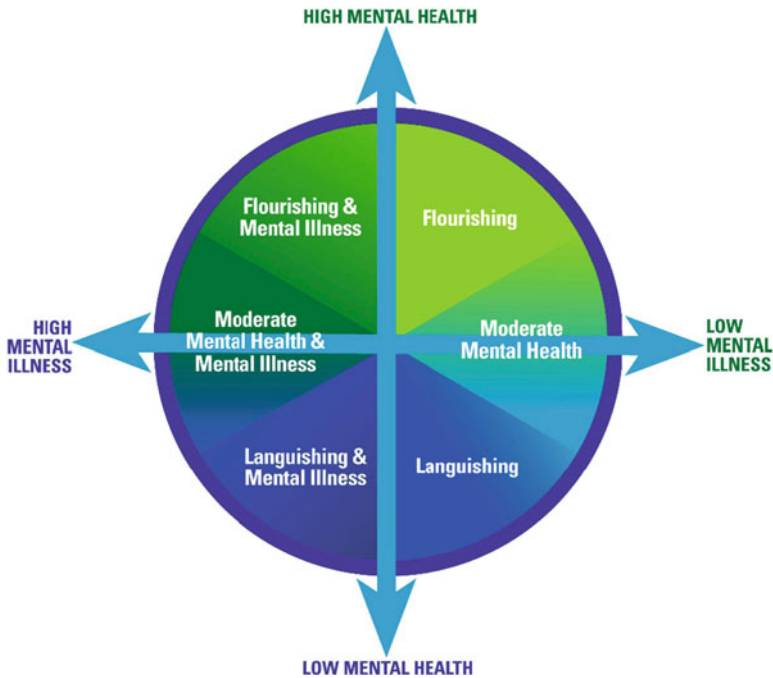 HIGH MENTAL HEALTH
Flourishing &
Mental Illness
Flourishing
HIGH
MENTAL
ILLNESS
Moderate
Mental Health &
Mental Illness
Moderate
Mental Health
LOW
MENTAL
ILLNESS
Languishing &
Mental Illness
Languishing
LOW MENTAL HEALTH